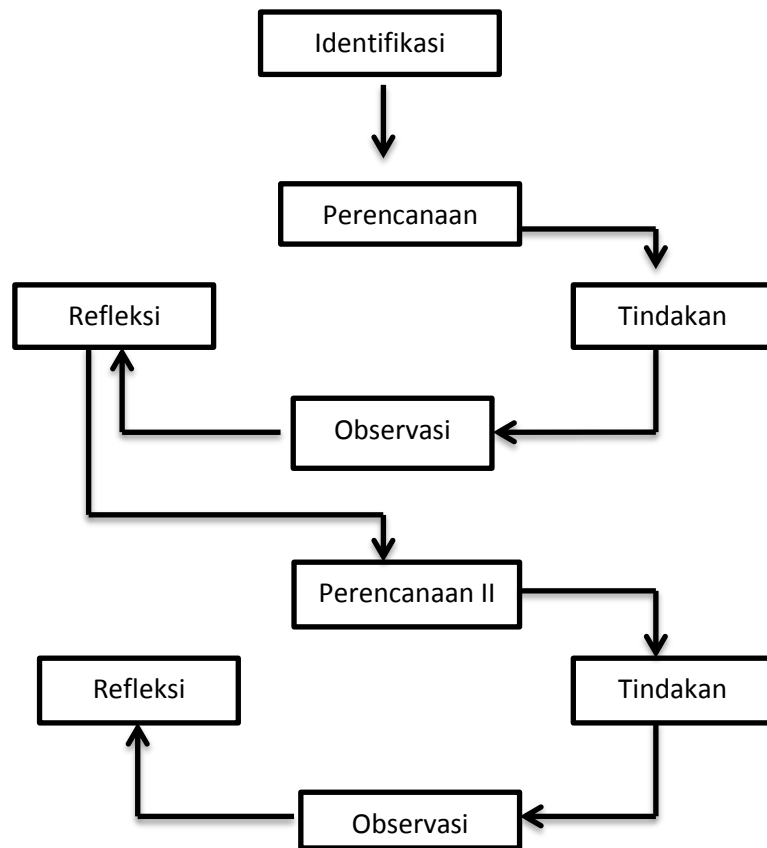 Identifikasi
Perencanaan
Refleksi
Tindakan
Observasi
Perencanaan II
Refleksi
Tindakan
Observasi